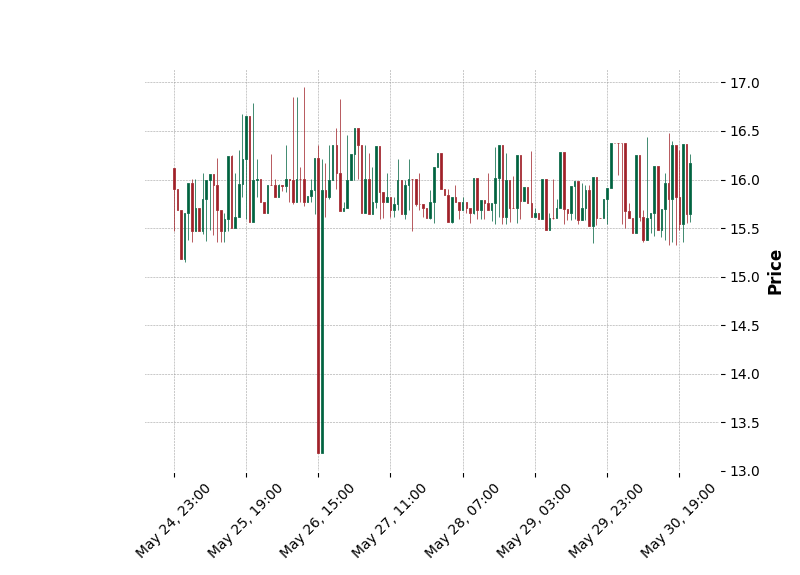 17.0
16.5
16.0
15.5
15.0
14.5
14.0
13.5
13.0
Price
May 24, 23:00
May 25, 19:00
May 26, 15:00
May 27, 11:00
May 28, 07:00
May 29, 03:00
May 29, 23:00
May 30, 19:00